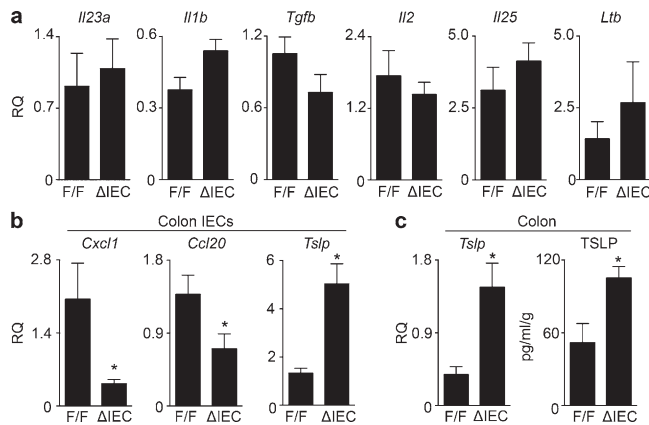 a
Il23a Il1b Tgfb Il2 Il25 Ltb
1.4 0.6 1.2 2.4 5.0 5.0
RQ 0.7 0.3 0.6 1.2 2.5 2.5
0 0 0 0 0 0
F/F ΔIEC F/F ΔIEC F/F ΔIEC F/F ΔIEC F/F ΔIEC F/F ΔIEC
b Colon IECs
Cxcl1 Ccl20 Tslp
2.8 1.8 6 *
RQ 1.4 0.9 4
* * 2
0 0 0
F/F ΔIEC F/F ΔIEC F/F ΔIEC
c Colon
Tslp TSLP
1.8 * 120 *
RQ 0.9 pg/ml/g 60
0 0
F/F ΔIEC F/F ΔIEC